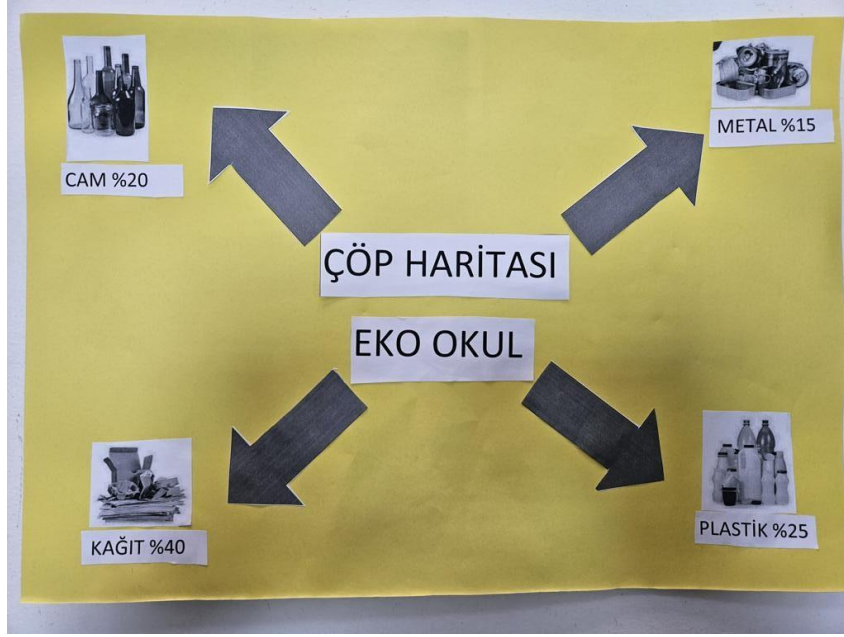 CAM %20
METAL %15
ÇÖP HARİTASI
EKO OKUL
KAĞIT %40
PLASTİK %25